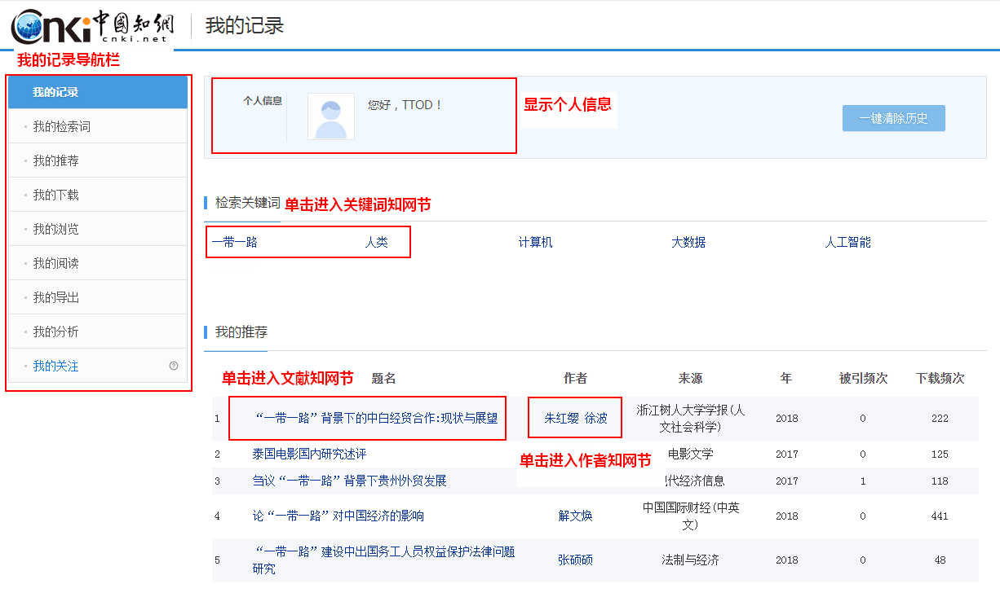 Cnki中國知網
cnki.net
我的记录
我的记录导航栏
我的记录
我的检索词
我的推荐
我的下载
我的浏览
我的阅读
我的导出
我的分析
我的关注
个人信息
您好，TTOD！
显示个人信息
一键清除历史
检索关键词 单击进入关键词知网节
一带一路 人类 计算机 大数据 人工智能
我的推荐
单击进入文献知网节 题名 作者 来源 年 被引频次 下载频次
1 “一带一路”背景下的中白经贸合作:现状与展望 朱红缨 徐波 浙江树人大学学报(人
文社会科学) 2018 0 222
单击进入作者知网节
2 泰国电影国内研究述评 电影文学 2017 0 125
3 刍议“一带一路”背景下贵州外贸发展 代经济信息 2017 1 118
4 论“一带一路”对中国经济的影响 解文焕 中国国际财经(中英
文) 2018 0 441
5 “一带一路”建设中出国务工人员权益保护法律问题
研究 张硕硕 法制与经济 2018 0 48